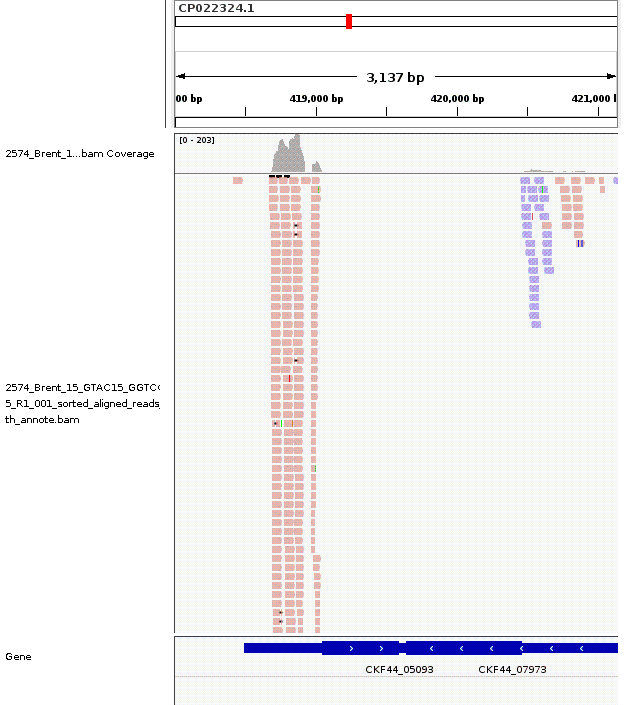 CP022324.1
3,137 bp
00 bp 419,000 bp 420,000 bp 421,000
[0 - 203]
2574_Brent_1...bam Coverage
2574_Brent_15_GTAC15_GGTC
5_R1_001_sorted_aligned_reads_
th_annote.bam
Gene
CKF44_05093 CKF44_07973